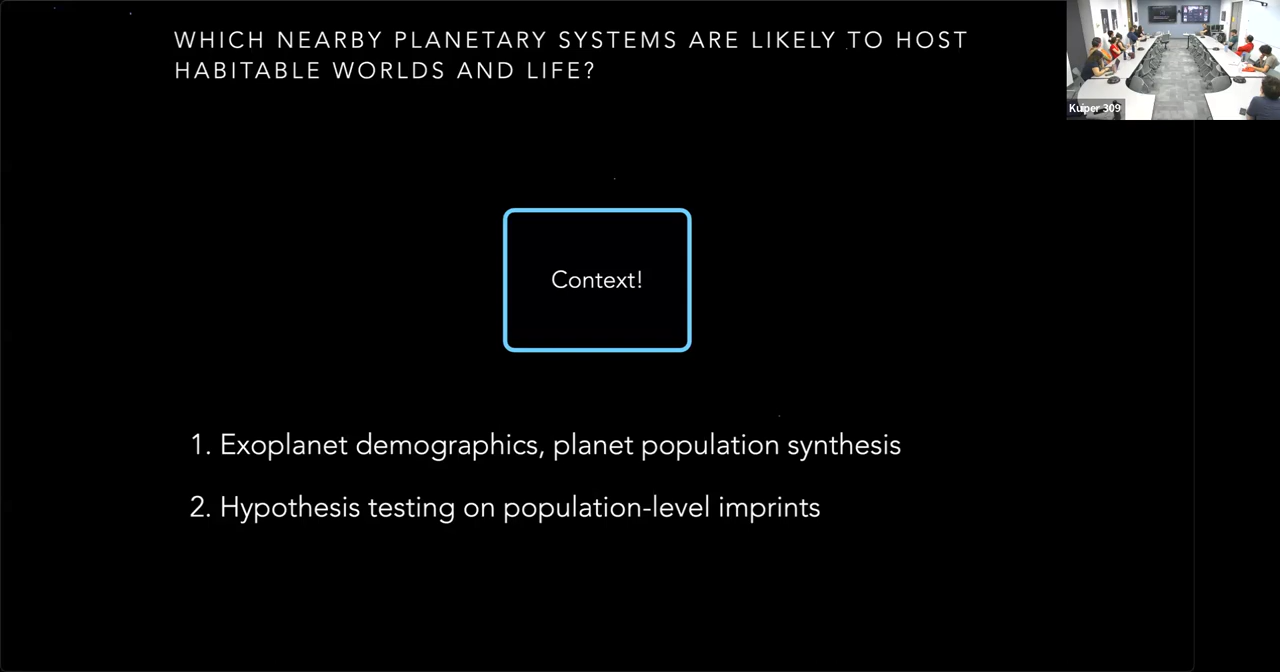 WHICH NEARBY PLANETARY SYSTEMS ARE LIKELY TO HOST
HABITABLE WORLDS AND LIFE?
Kuiper 309
Context!
1. Exoplanet demographics, planet population synthesis
2. Hypothesis testing on population-level imprints